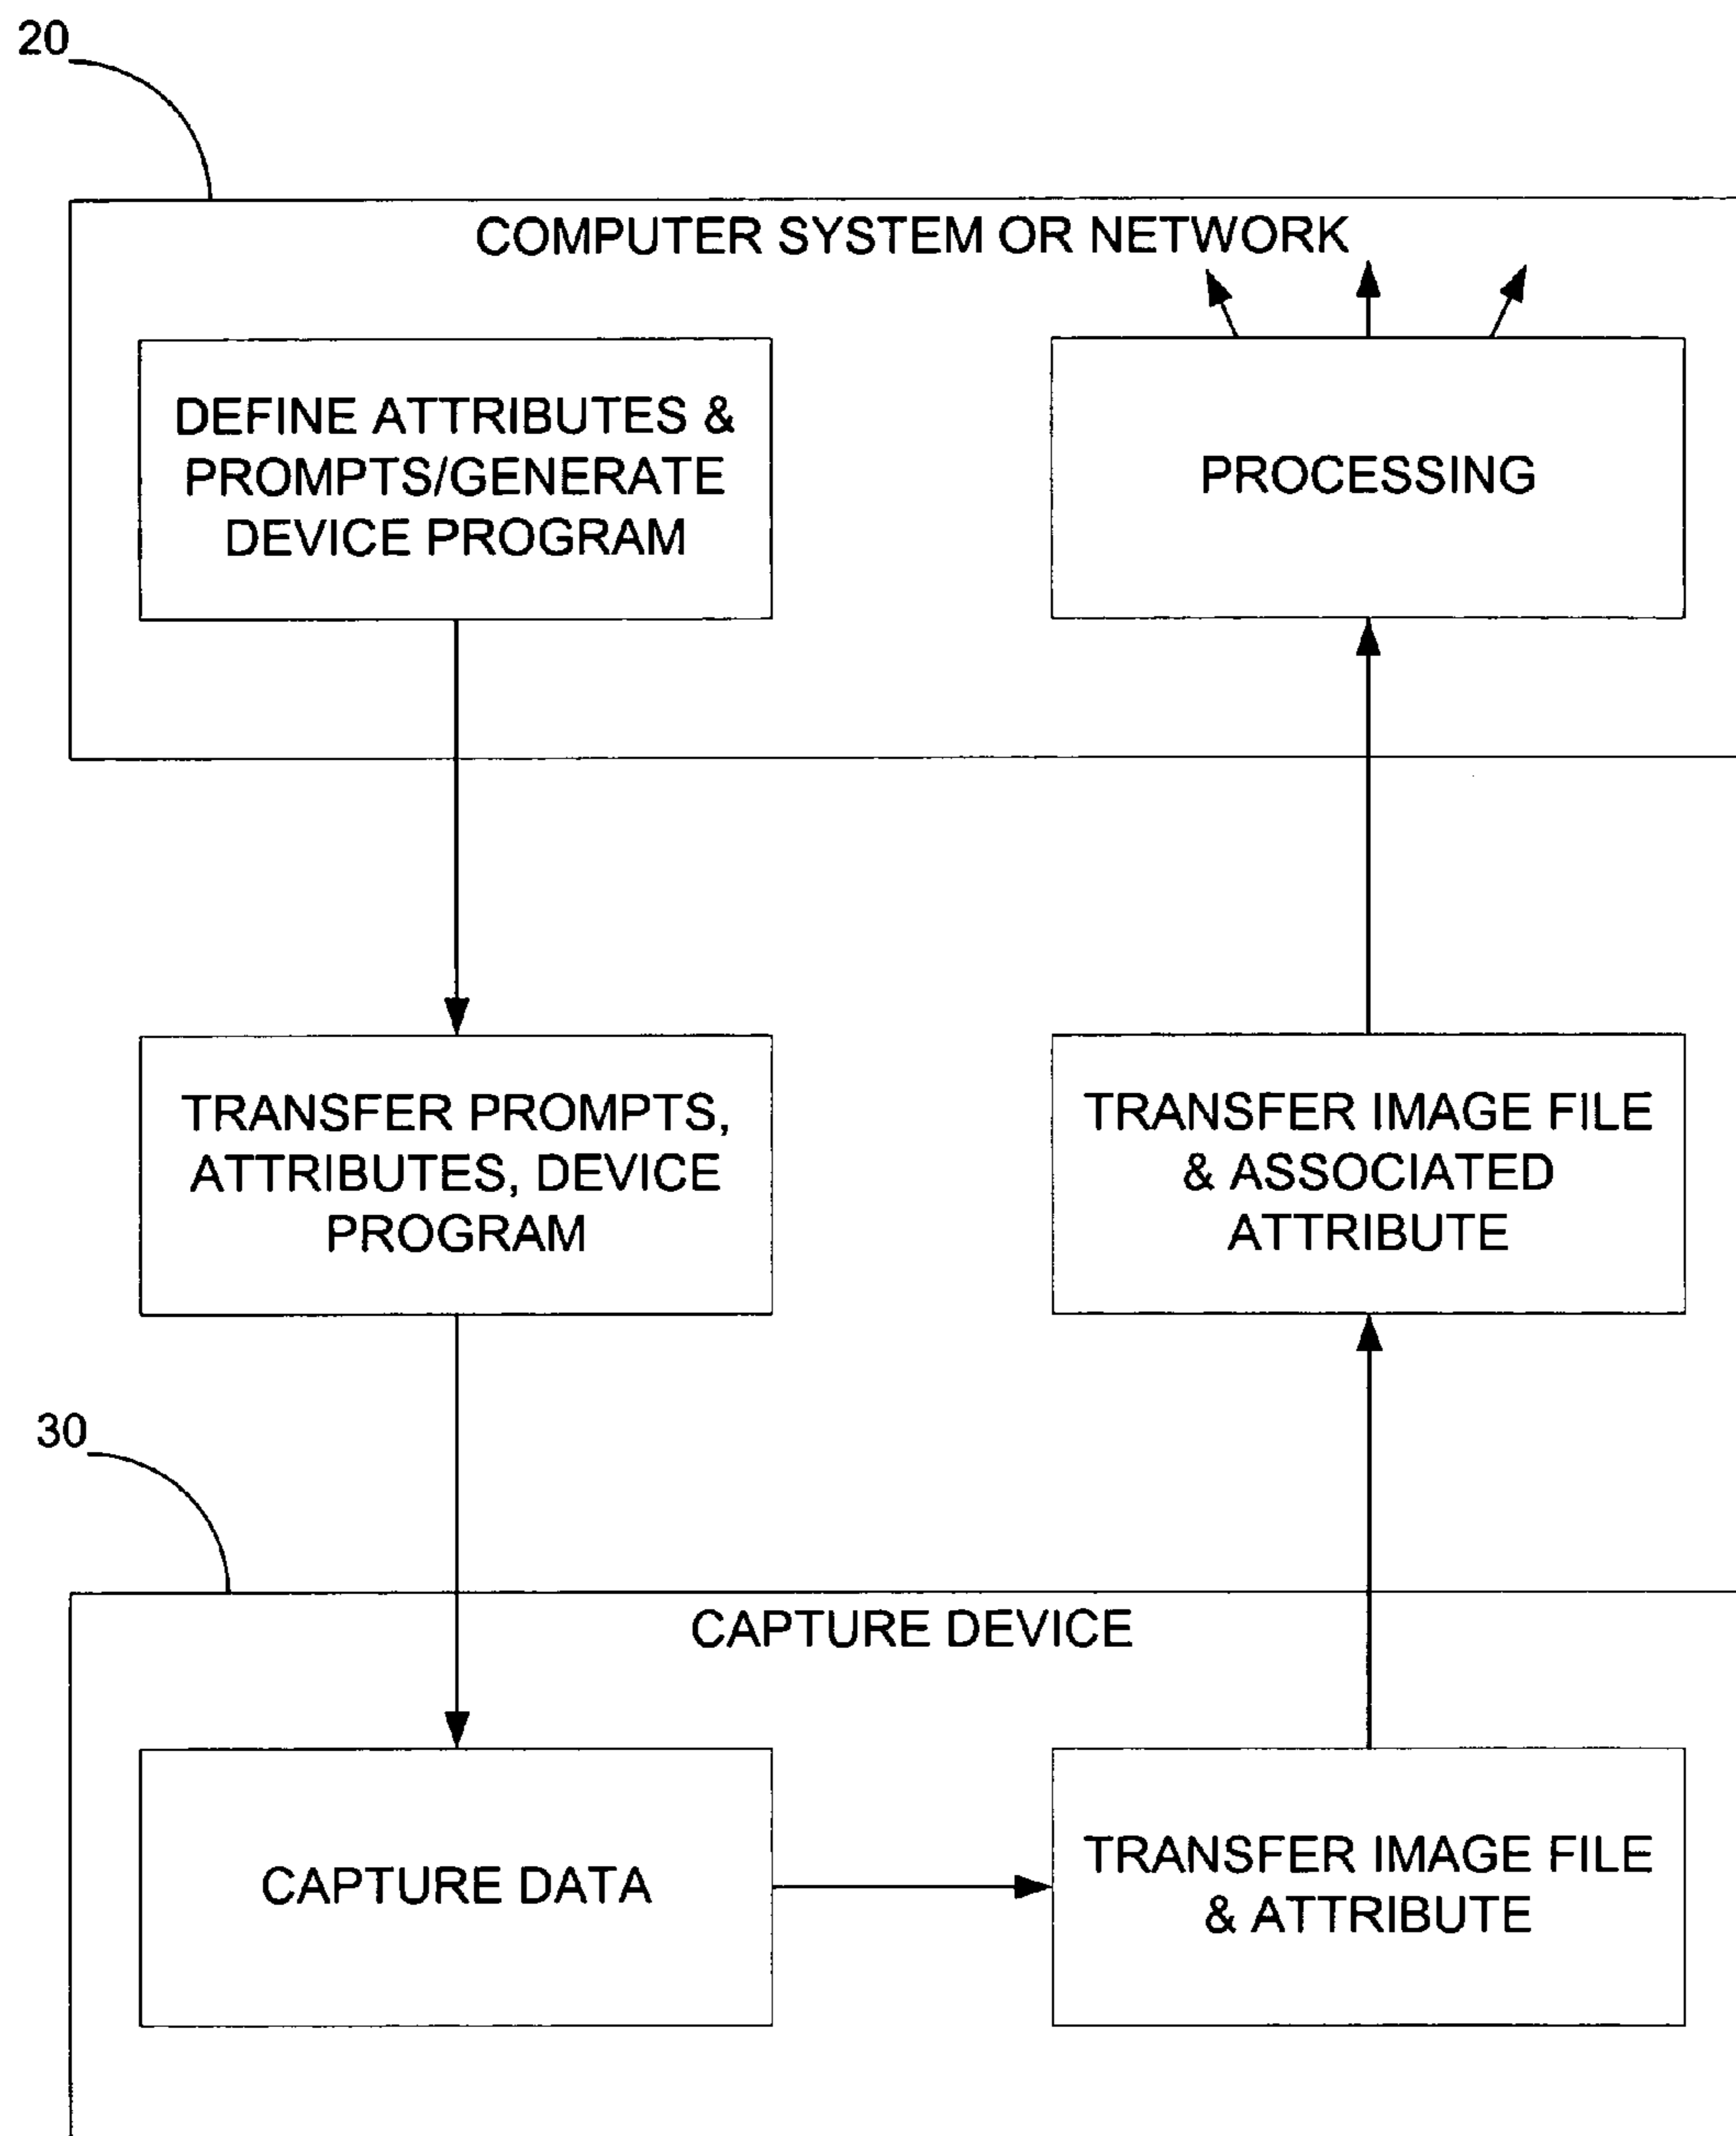 20
COMPUTER SYSTEM OR NETWORK
DEFINE ATTRIBUTES &
PROMPTS/GENERATE
DEVICE PROGRAM
PROCESSING
TRANSFER PROMPTS,
ATTRIBUTES, DEVICE
PROGRAM
TRANSFER IMAGE FILE
& ASSOCIATED
ATTRIBUTE
30
CAPTURE DEVICE
CAPTURE DATA
TRANSFER IMAGE FILE
& ATTRIBUTE